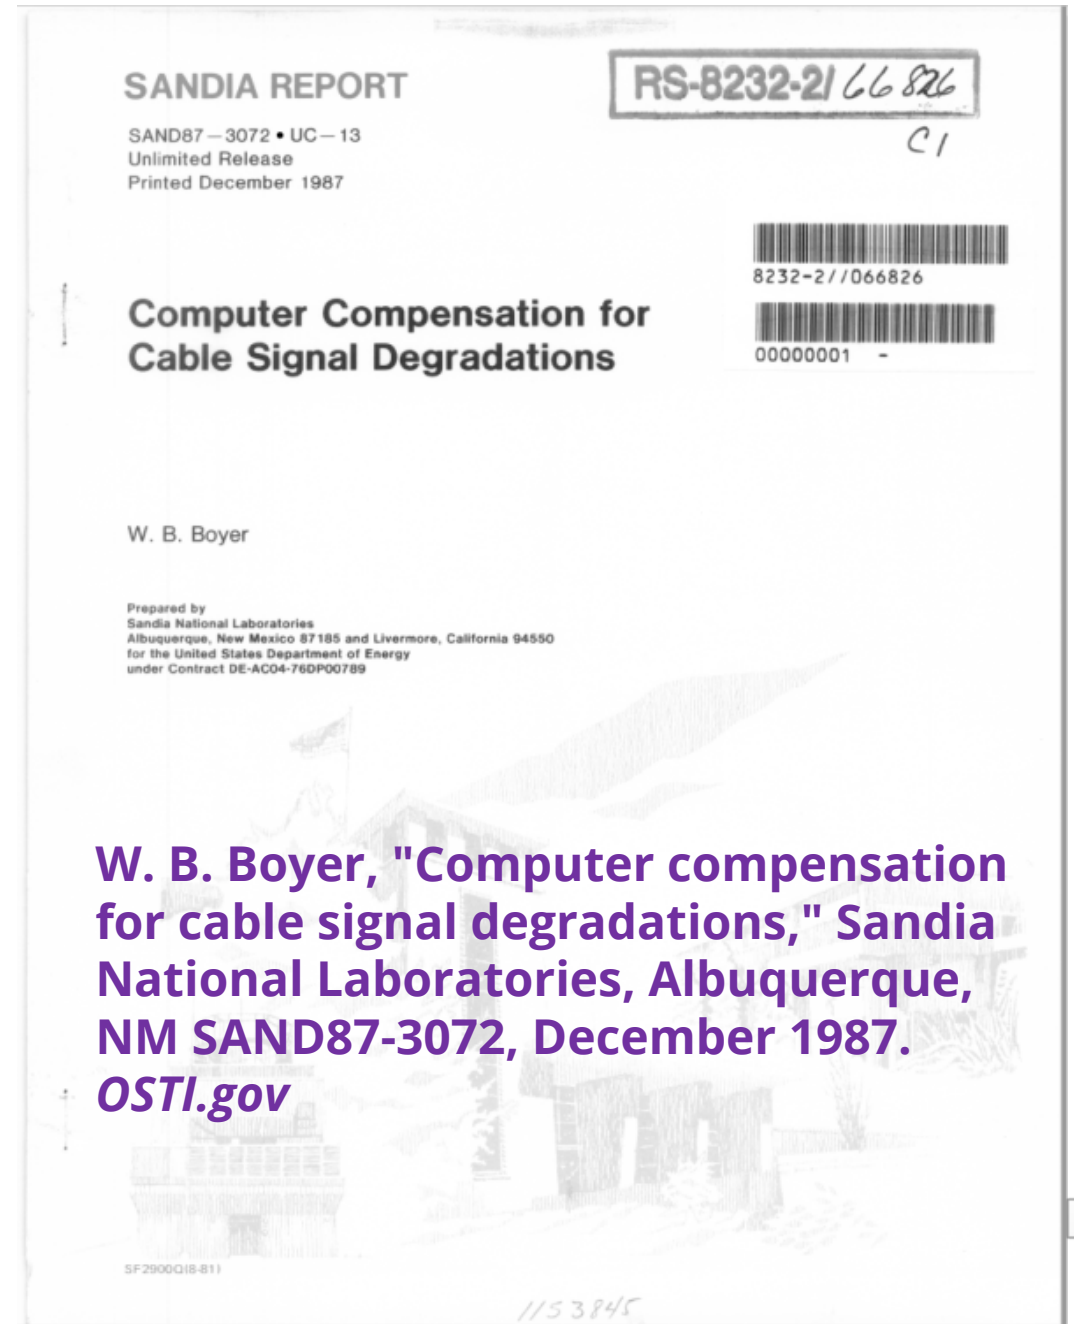 SANDIA REPORT
RS-8232-2/66826
C1
SAND87—3072 • UC—13
Unlimited Release
Printed December 1987
8232-2//066826
00000001 -
Computer Compensation for
Cable Signal Degradations
W. B. Boyer
Prepared by
Sandia National Laboratories
Albuquerque, New Mexico 87185 and Livermore, California 94550
for the United States Department of Energy
under Contract DE-AC04-76DP00789
W. B. Boyer, "Computer compensation
for cable signal degradations," Sandia
National Laboratories, Albuquerque,
NM SAND87-3072, December 1987.
OSTI.gov
SF2900Q(8-81)
1153845